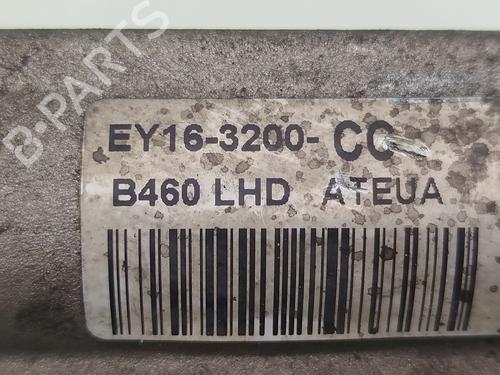 B-PARTS
EY16-3200-CC-
B460 LHD ATEUA